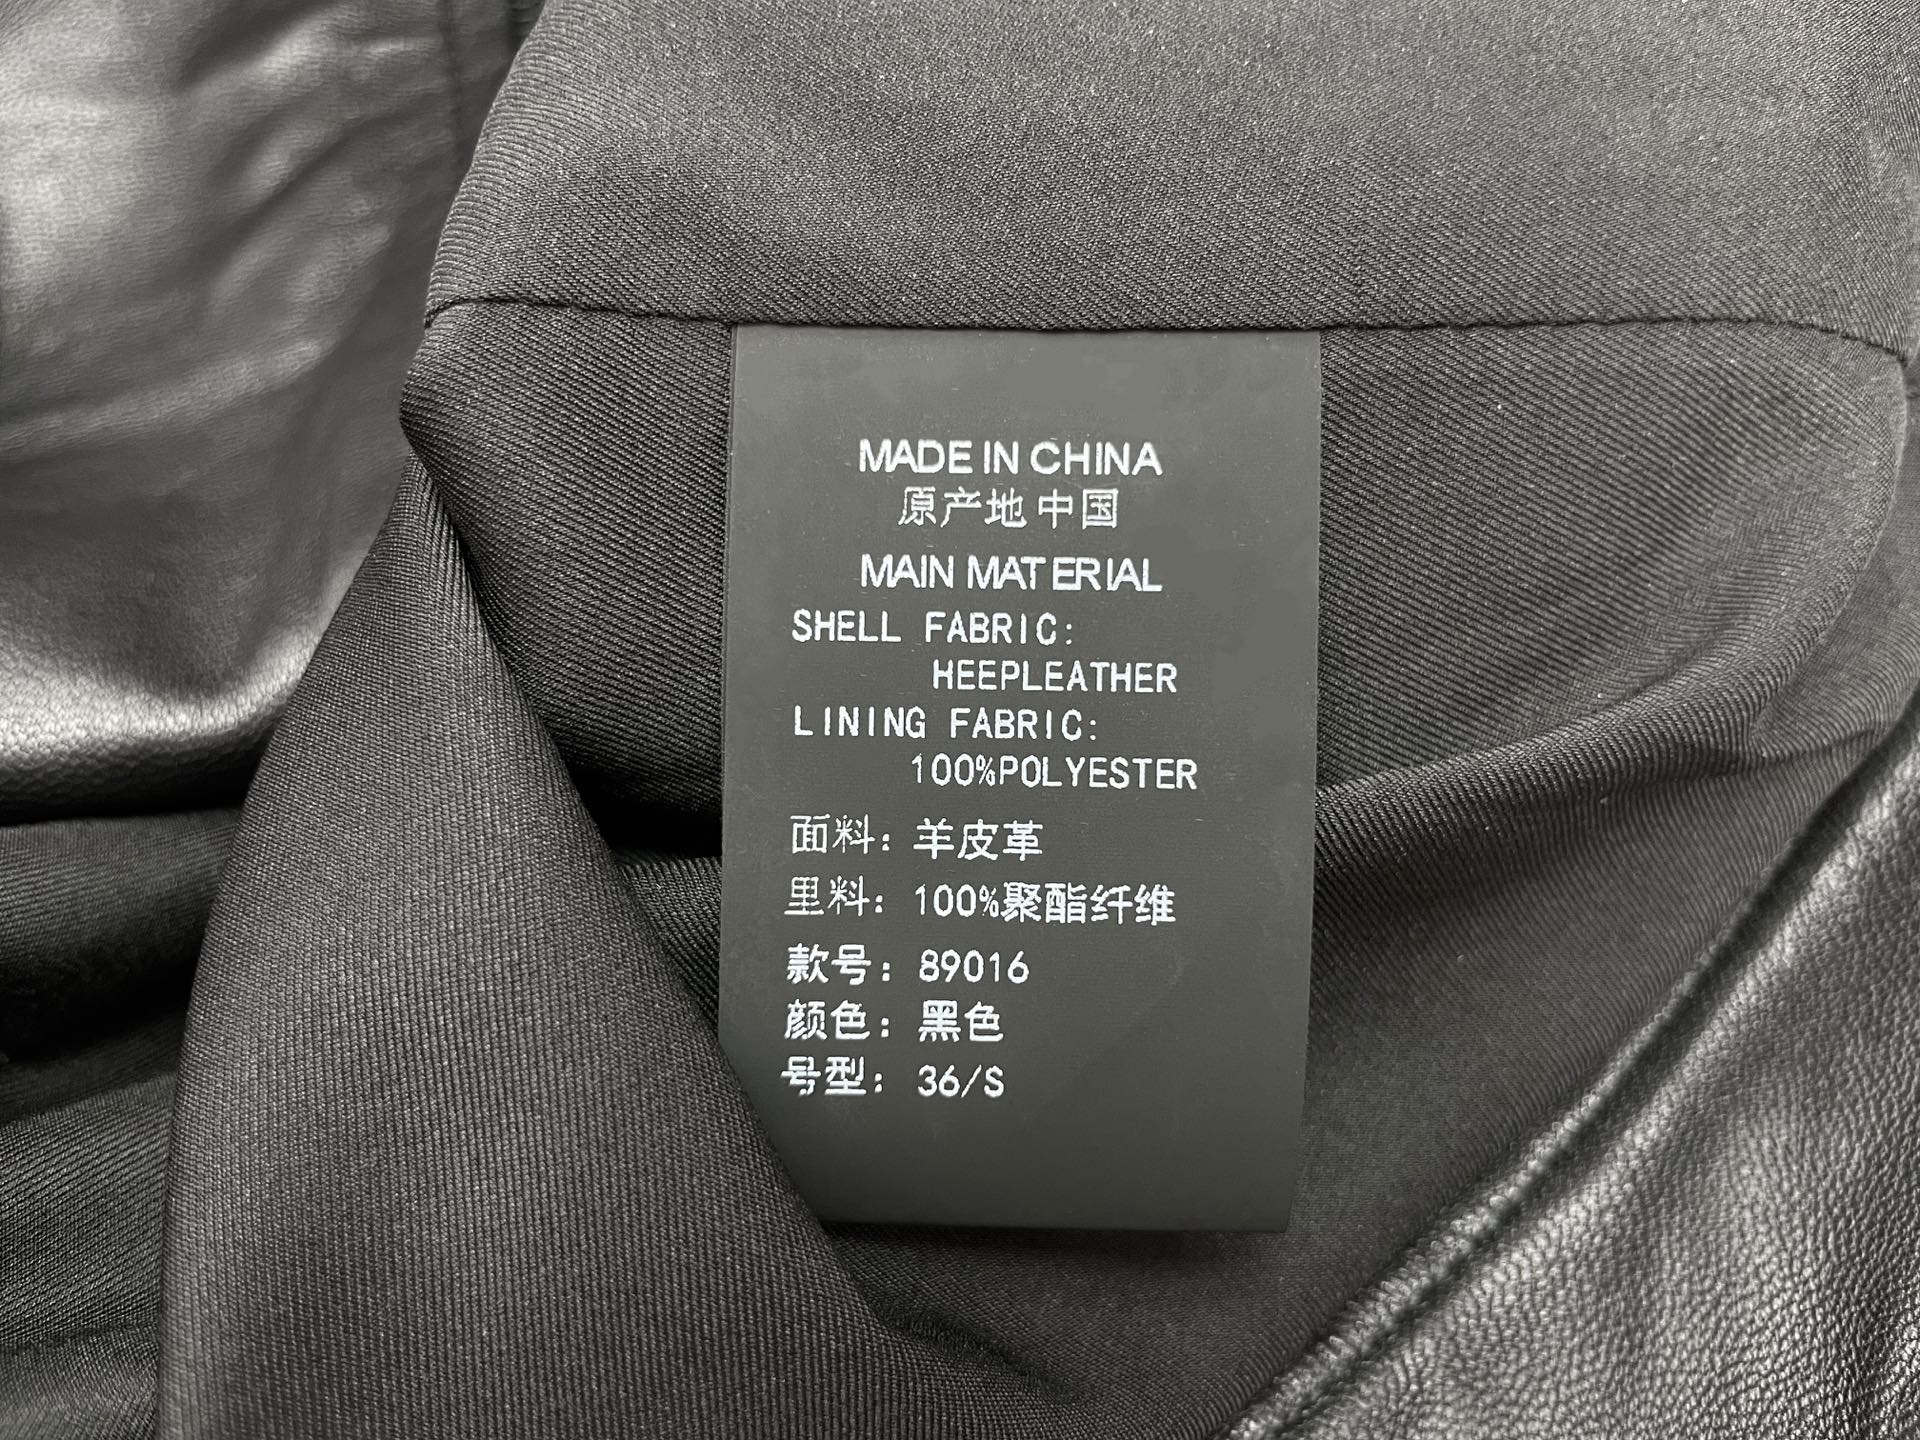 MADE IN CHINA
原产地中国
MAIN MATERIAL
SHELL FABRIC:
HEEPLEATHER
LINING FABRIC:
100%POLYESTER
面料：羊皮革
里料：100%聚酯纤维
款号：89016
颜色：黑色
号型：36/S